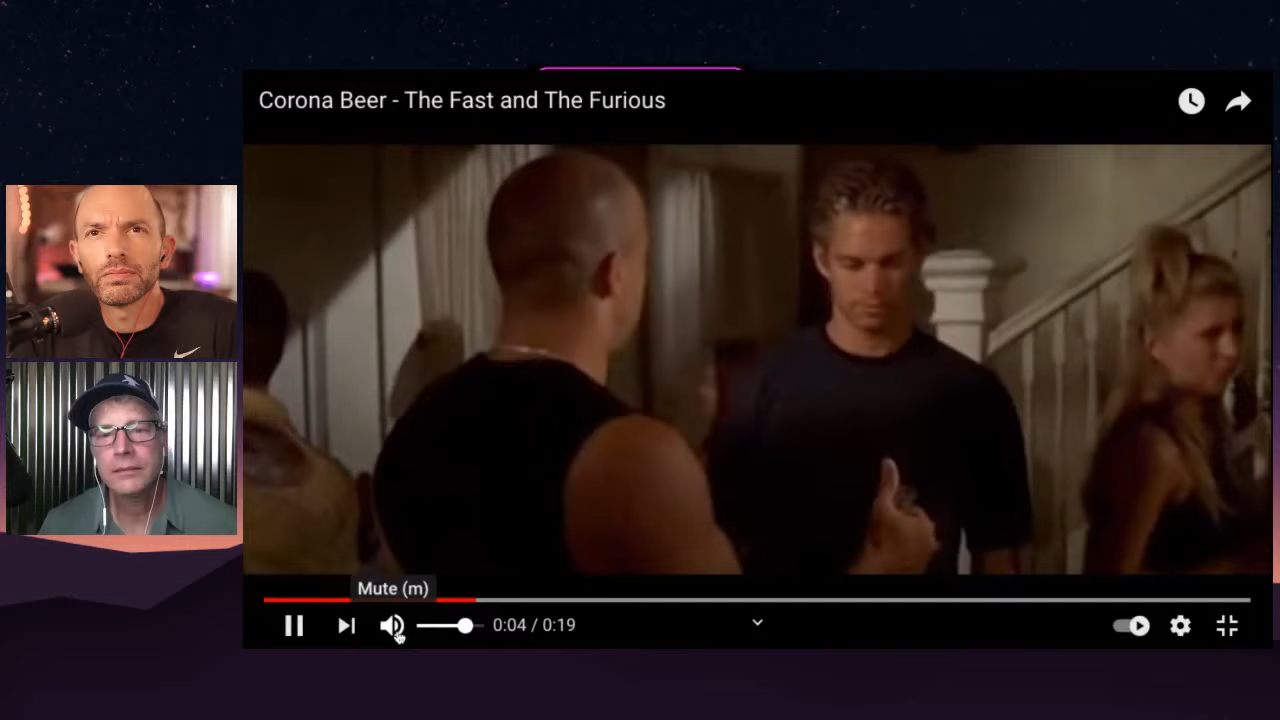 Corona Beer - The Fast and The Furious
Mute (m)
0:04 / 0:19